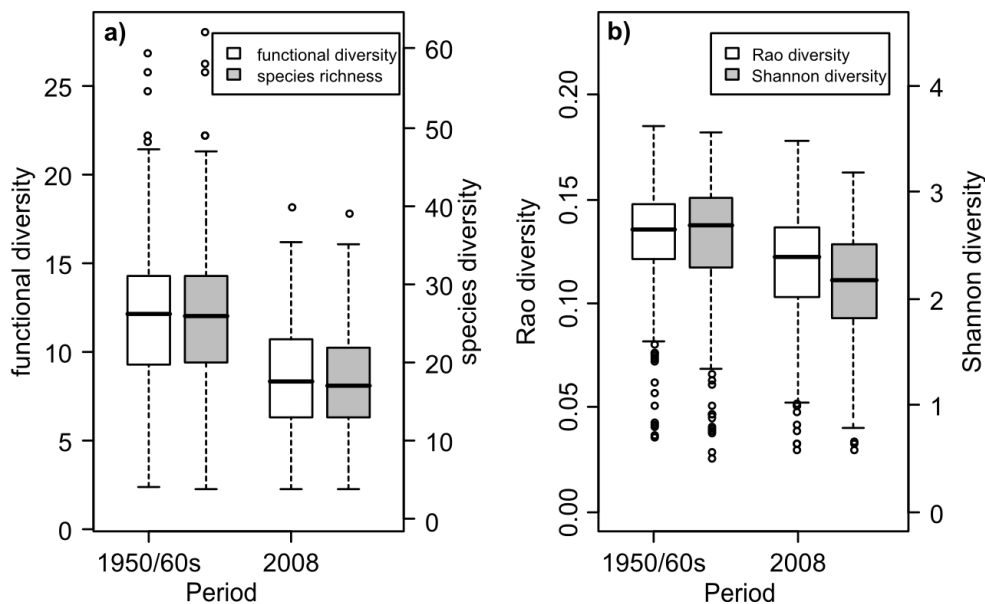 a)
functional diversity
species richness
functional diversity
25
20
15
10
5
0
60
50
40
30
20
10
0
species diversity
1950/60s
2008
Period
b)
Rao diversity
Shannon diversity
Rao diversity
0.20
0.15
0.10
0.05
0.00
4
3
2
1
0
Shannon diversity
1950/60s
2008
Period